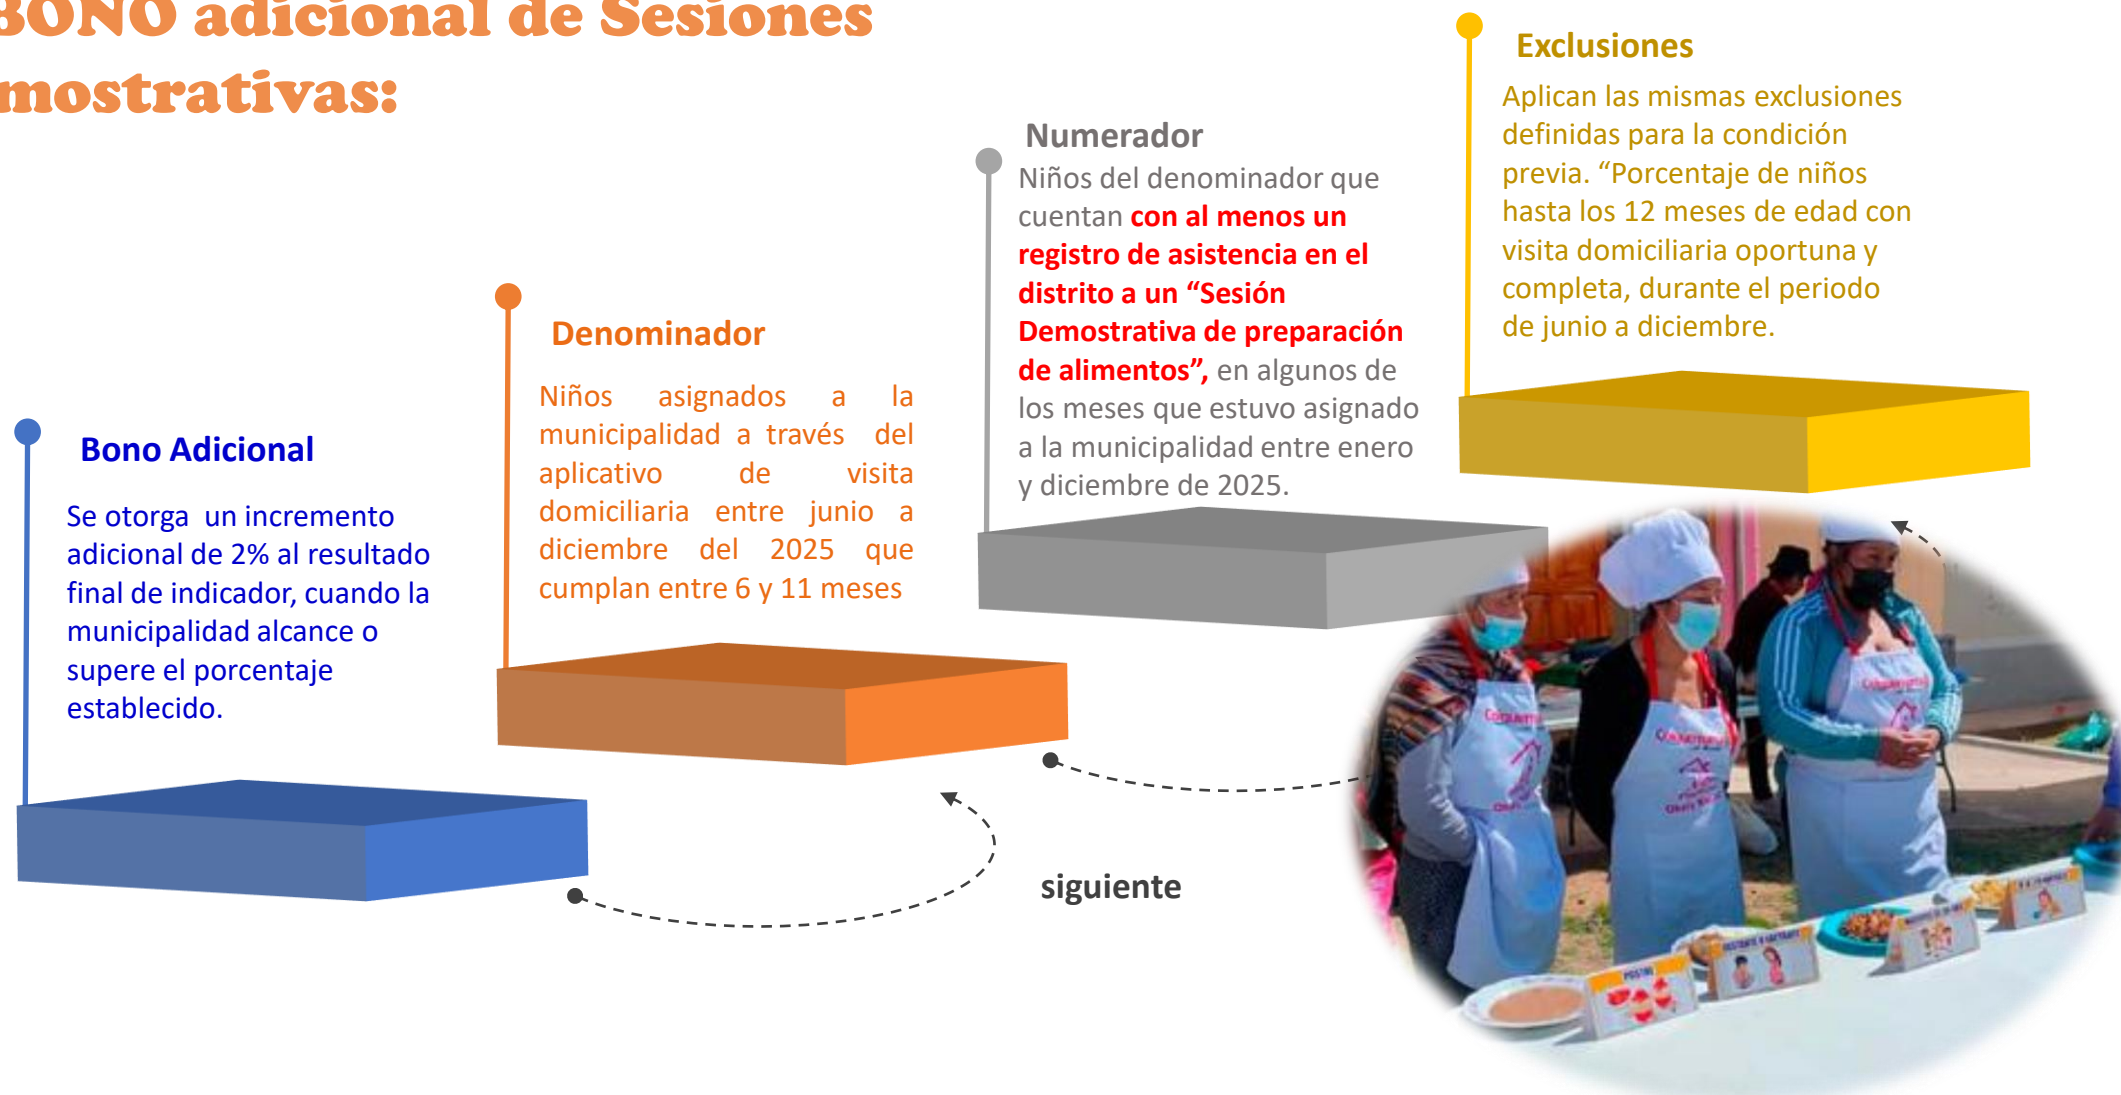 BONO adicional de Sesiones
mostrativas:
Bono Adicional
Se otorga un incremento
adicional de 2% al resultado
final de indicador, cuando la
municipalidad alcance o
supere el porcentaje
establecido.
Denominador
Niños asignados a la
municipalidad a través del
aplicativo de visita
domiciliaria entre junio a
diciembre del 2025 que
cumplan entre 6 y 11 meses
Numerador
Niños del denominador que
cuentan con al menos un
registro de asistencia en el
distrito a un “Sesión
Demostrativa de preparación
de alimentos”, en algunos de
los meses que estuvo asignado
a la municipalidad entre enero
y diciembre de 2025.
Exclusiones
Aplican las mismas exclusiones
definidas para la condición
previa. “Porcentaje de niños
hasta los 12 meses de edad con
visita domiciliaria oportuna y
completa, durante el periodo
de junio a diciembre.
siguiente